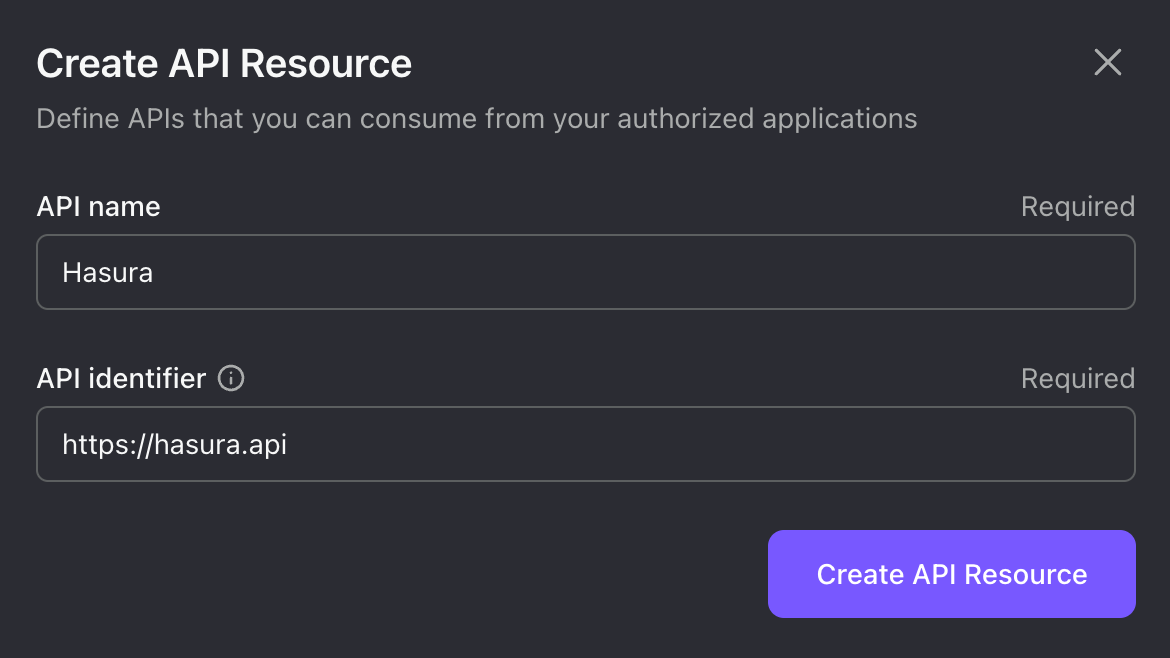 Create API Resource
Define APIs that you can consume from your authorized applications
API name Required
Hasura
API identifier Required
https://hasura.api
Create API Resource